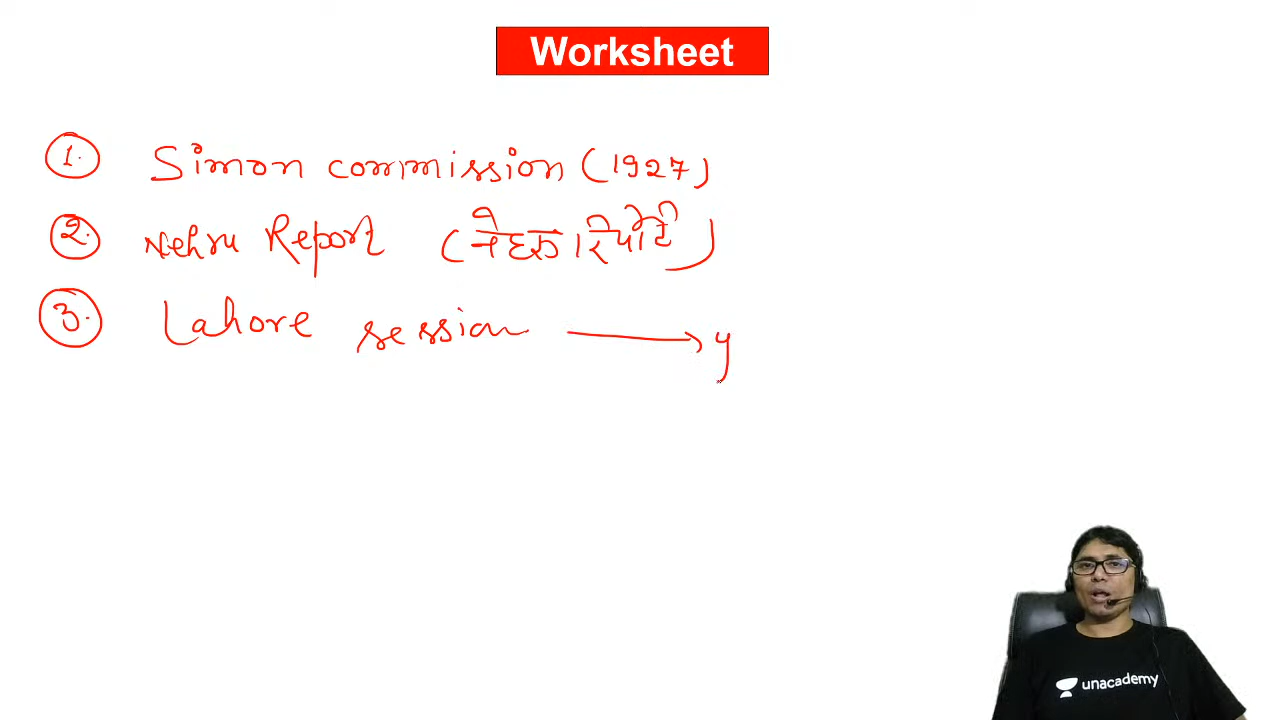 Worksheet
1. Simon commission (1927)
2. Nehru Report (नेहरू रिपोर्ट)
3. Lahore session → y
unacademy